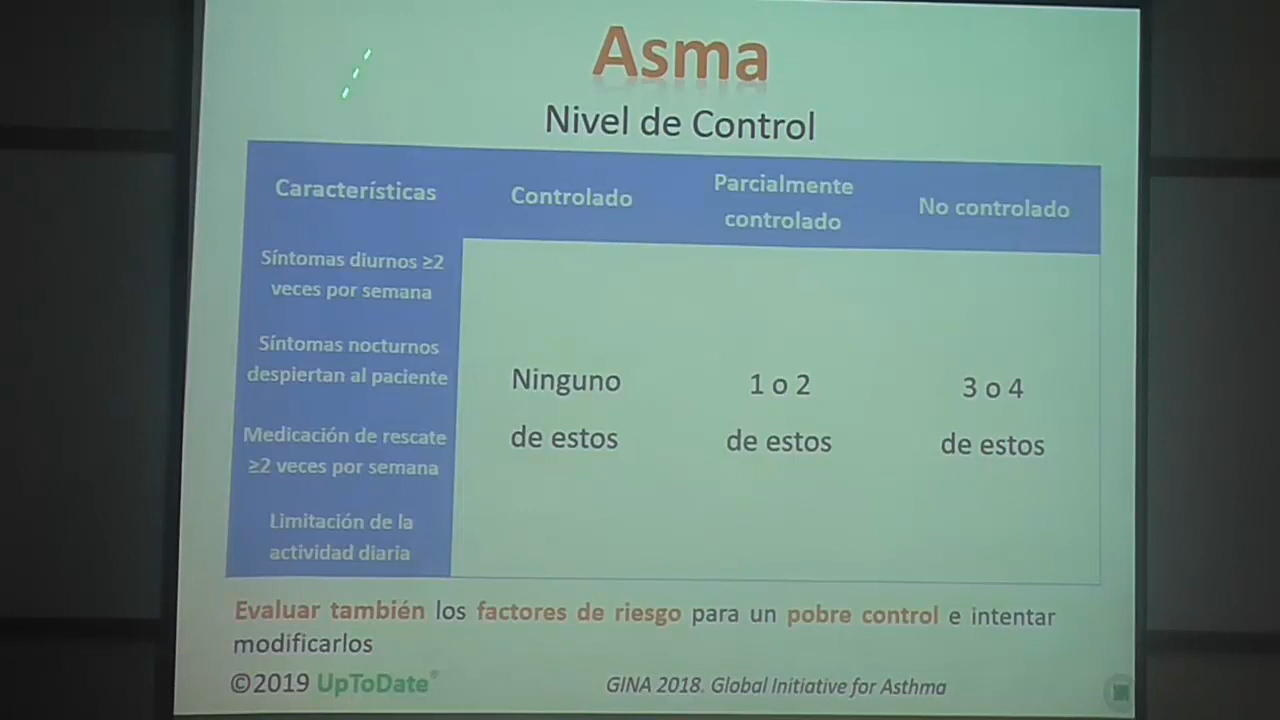 Asma
Nivel de Control
Características
Controlado
Parcialmente
controlado
No controlado
Síntomas diurnos ≥2
veces por semana
Síntomas nocturnos
despiertan al paciente
Medicación de rescate
≥2 veces por semana
Limitación de la
actividad diaria
Ninguno
de estos
1 o 2
de estos
3 o 4
de estos
Evaluar también los factores de riesgo para un pobre control e intentar
modificarlos
©2019 UpToDate®
GINA 2018. Global Initiative for Asthma